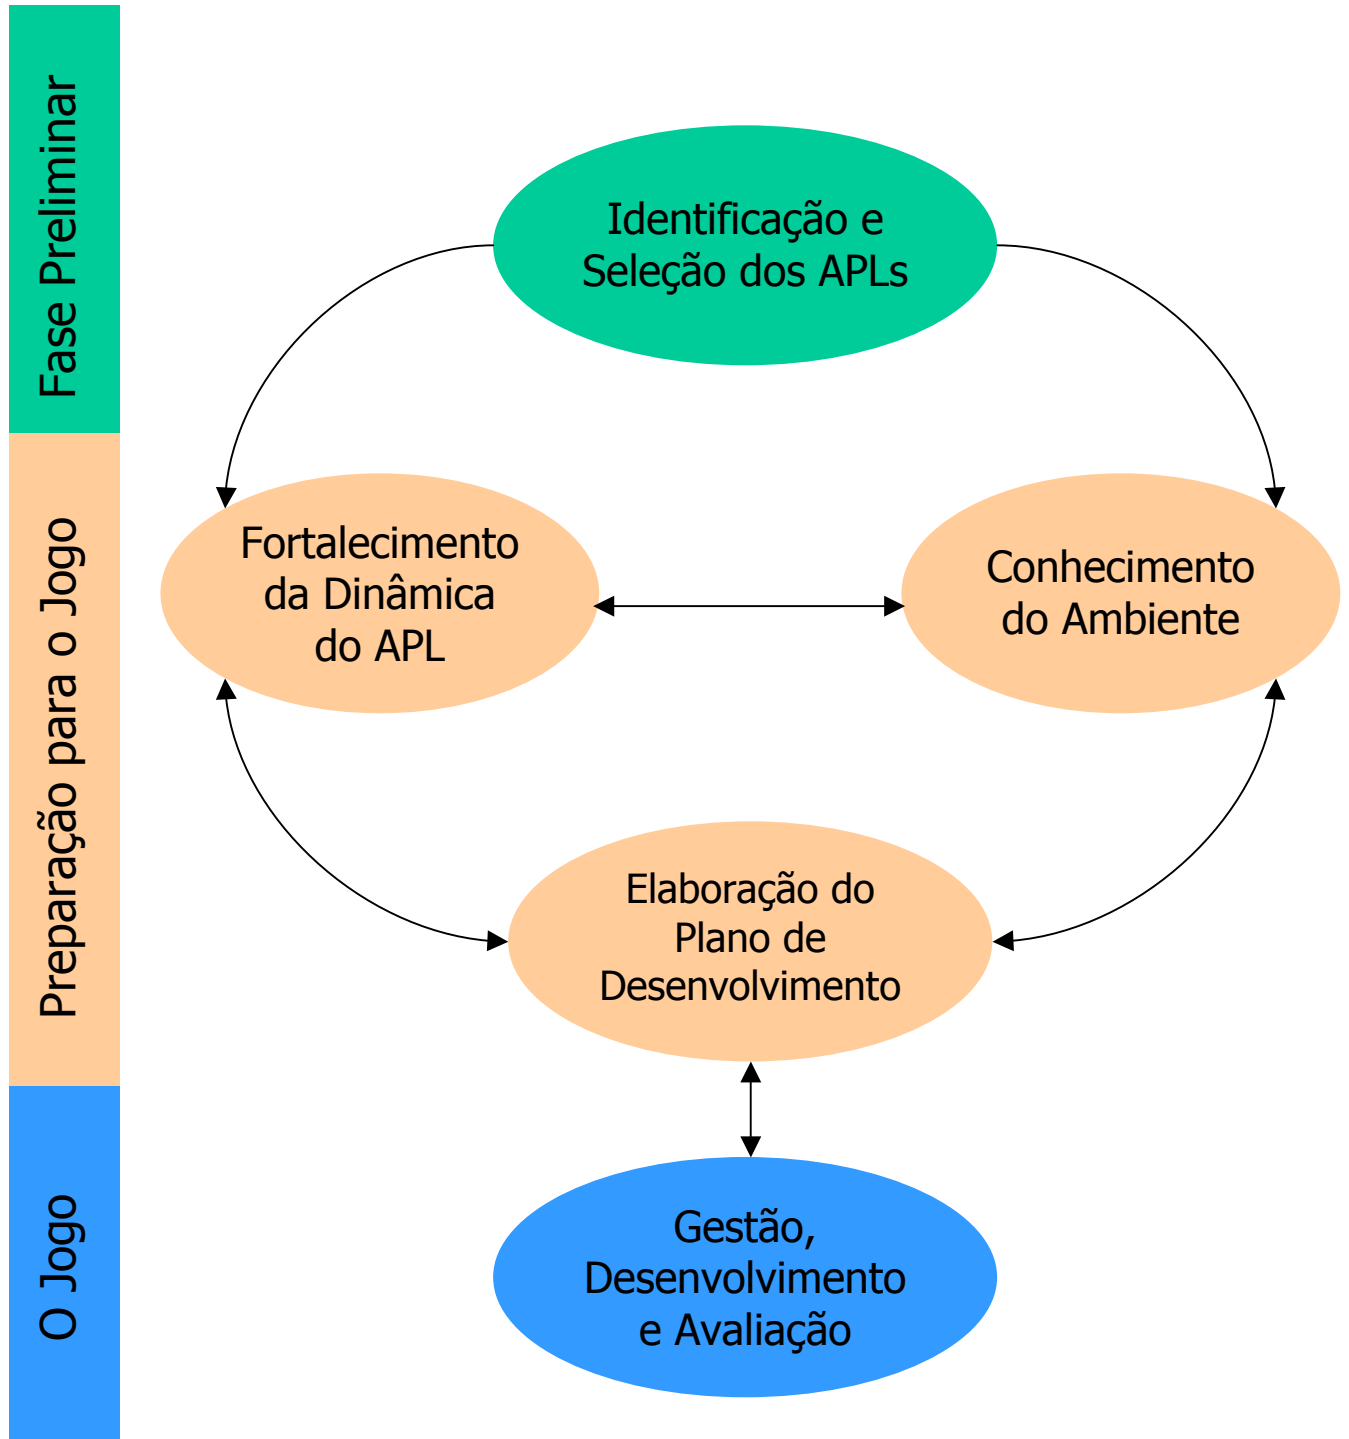 Fase Preliminar
Identificação e
Seleção dos APLs
Preparação para o Jogo
Fortalecimento
da Dinâmica
do APL
Conhecimento
do Ambiente
Elaboração do
Plano de
Desenvolvimento
O Jogo
Gestão,
Desenvolvimento
e Avaliação